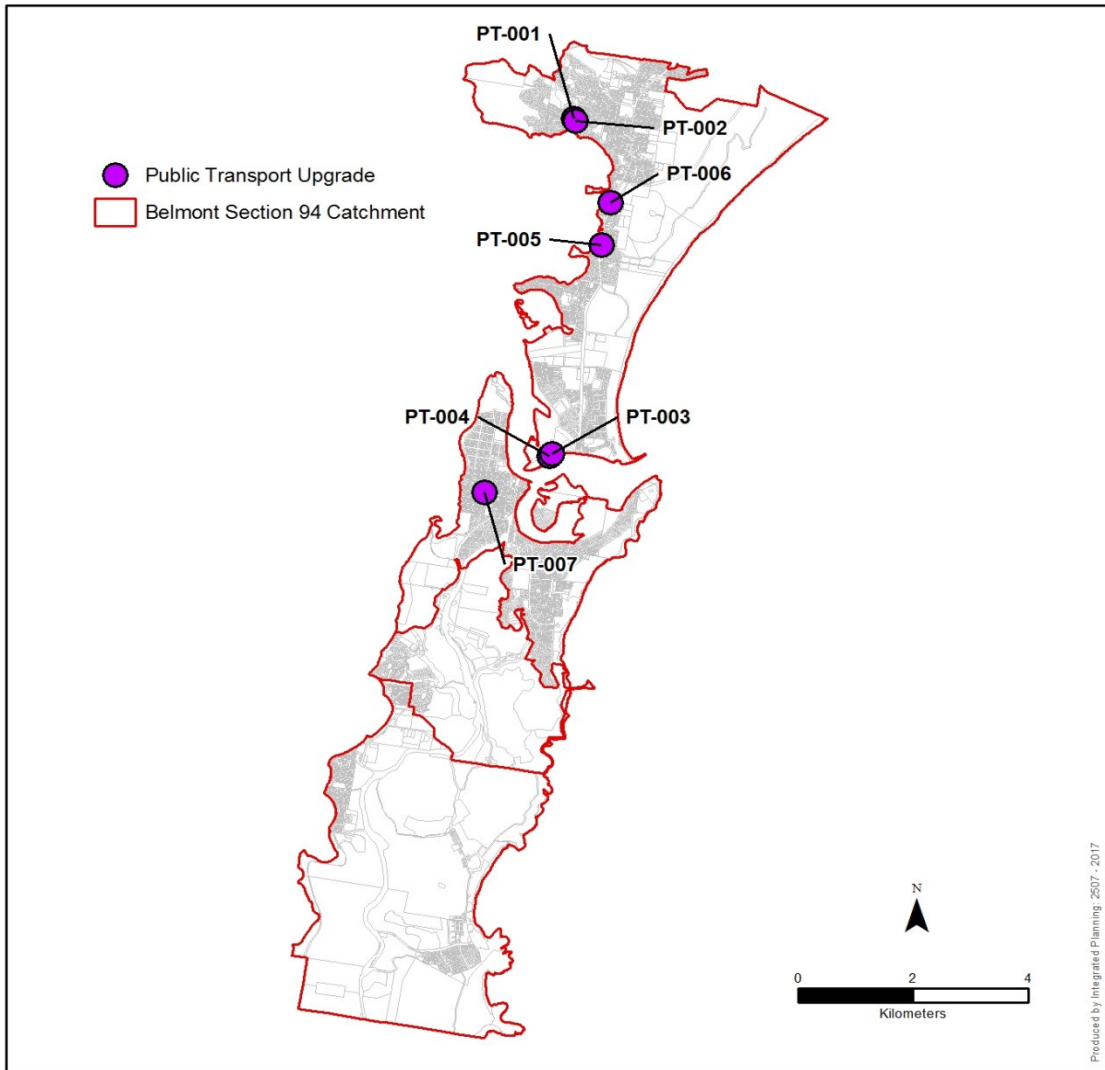 PT-001
PT-002
Public Transport Upgrade
PT-006
Belmont Section 94 Catchment
PT-005
PT-004
PT-003
PT-007
N
0 2 4
Kilometers
Produced by Integrated Planning: 2507 - 2017